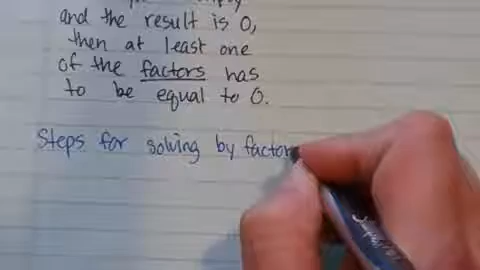 and the result is 0,
then at least one
of the factors has
to be equal to 0.
Steps for solving by factor